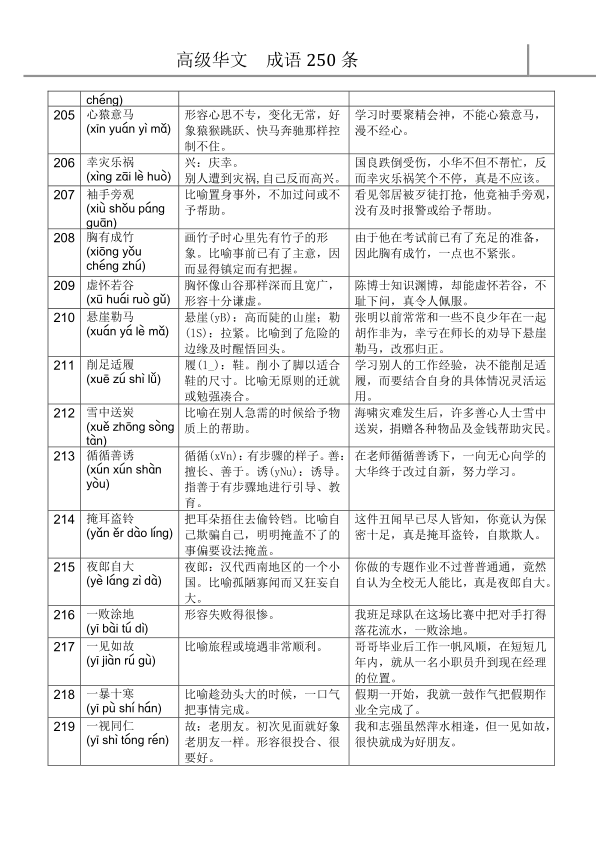 高级华文　成语 250 条
chéng)
205 心猿意马 形容心思不专，变化无常，好 学习时要聚精会神，不能心猿意马，
(xīn yuán yì mǎ) 象猿猴跳跃、快马奔驰那样控 漫不经心。
制不住。
206 幸灾乐祸 兴：庆幸。 国良跌倒受伤，小华不但不帮忙，反
(xìng zāi lè huò) 别人遭到灾祸,自己反而高兴。 而幸灾乐祸笑个不停，真是不应该。
207 袖手旁观 比喻置身事外，不加过问或不 看见邻居被歹徒打抢，他竟袖手旁观，
(xiù shǒu páng 予帮助。 没有及时报警或给予帮助。
guān)
208 胸有成竹 画竹子时心里先有竹子的形 由于他在考试前已有了充足的准备，
(xiōng yǒu 象。比喻事前已有了主意，因 因此胸有成竹，一点也不紧张。
chéng zhú) 而显得镇定而有把握。
209 虚怀若谷 胸怀像山谷那样深而且宽广， 陈博士知识渊博，却能虚怀若谷，不
(xū huái ruò gǔ) 形容十分谦虚。 耻下问，真令人佩服。
210 悬崖勒马 悬崖(yB)：高而陡的山崖；勒 张明以前常常和一些不良少年在一起
(xuán yá lè mǎ) (1S)：拉紧。比喻到了危险的 胡作非为，幸亏在师长的劝导下悬崖
边缘及时醒悟回头。 勒马，改邪归正。
211 削足适履 履(l_)：鞋。削小了脚以适合 学习别人的工作经验，决不能削足适
(xuē zú shì lǚ) 鞋的尺寸。比喻无原则的迁就 履，而要结合自身的具体情况灵活运
或勉强凑合。 用。
212 雪中送炭 比喻在别人急需的时候给予物 海啸灾难发生后，许多善心人士雪中
(xuě zhōng sòng 质上的帮助。 送炭，捐赠各种物品及金钱帮助灾民。
tàn)
213 循循善诱 循循(xVn)：有步骤的样子。善： 在老师循循善诱下，一向无心向学的
(xún xún shàn 擅长、善于。诱(yNu)：诱导。 大华终于改过自新，努力学习。
yòu) 指善于有步骤地进行引导、教
育。
214 掩耳盗铃 把耳朵捂住去偷铃铛。比喻自 这件丑闻早已尽人皆知，你竟认为保
(yǎn ěr dào líng) 己欺骗自己，明明掩盖不了的 密十足，真是掩耳盗铃，自欺欺人。
事偏要设法掩盖。
215 夜郎自大 夜郎：汉代西南地区的一个小 你做的专题作业不过普普通通，竟然
(yè láng zì dà) 国。比喻孤陋寡闻而又狂妄自 自认为全校无人能比，真是夜郎自大。
大。
216 一败涂地 形容失败得很惨。 我班足球队在这场比赛中把对手打得
(yī bài tú dì) 落花流水，一败涂地。
217 一见如故 比喻旅程或境遇非常顺利。 哥哥毕业后工作一帆风顺，在短短几
(yī jiàn rú gù) 年内，就从一名小职员升到现在经理
的位置。
218 一暴十寒 比喻趁劲头大的时候，一口气 假期一开始，我就一鼓作气把假期作
(yī pù shí hán) 把事情完成。 业全完成了。
219 一视同仁 故：老朋友。初次见面就好象 我和志强虽然萍水相逢，但一见如故，
(yī shì tóng rén) 老朋友一样。形容很投合、很 很快就成为好朋友。
要好。